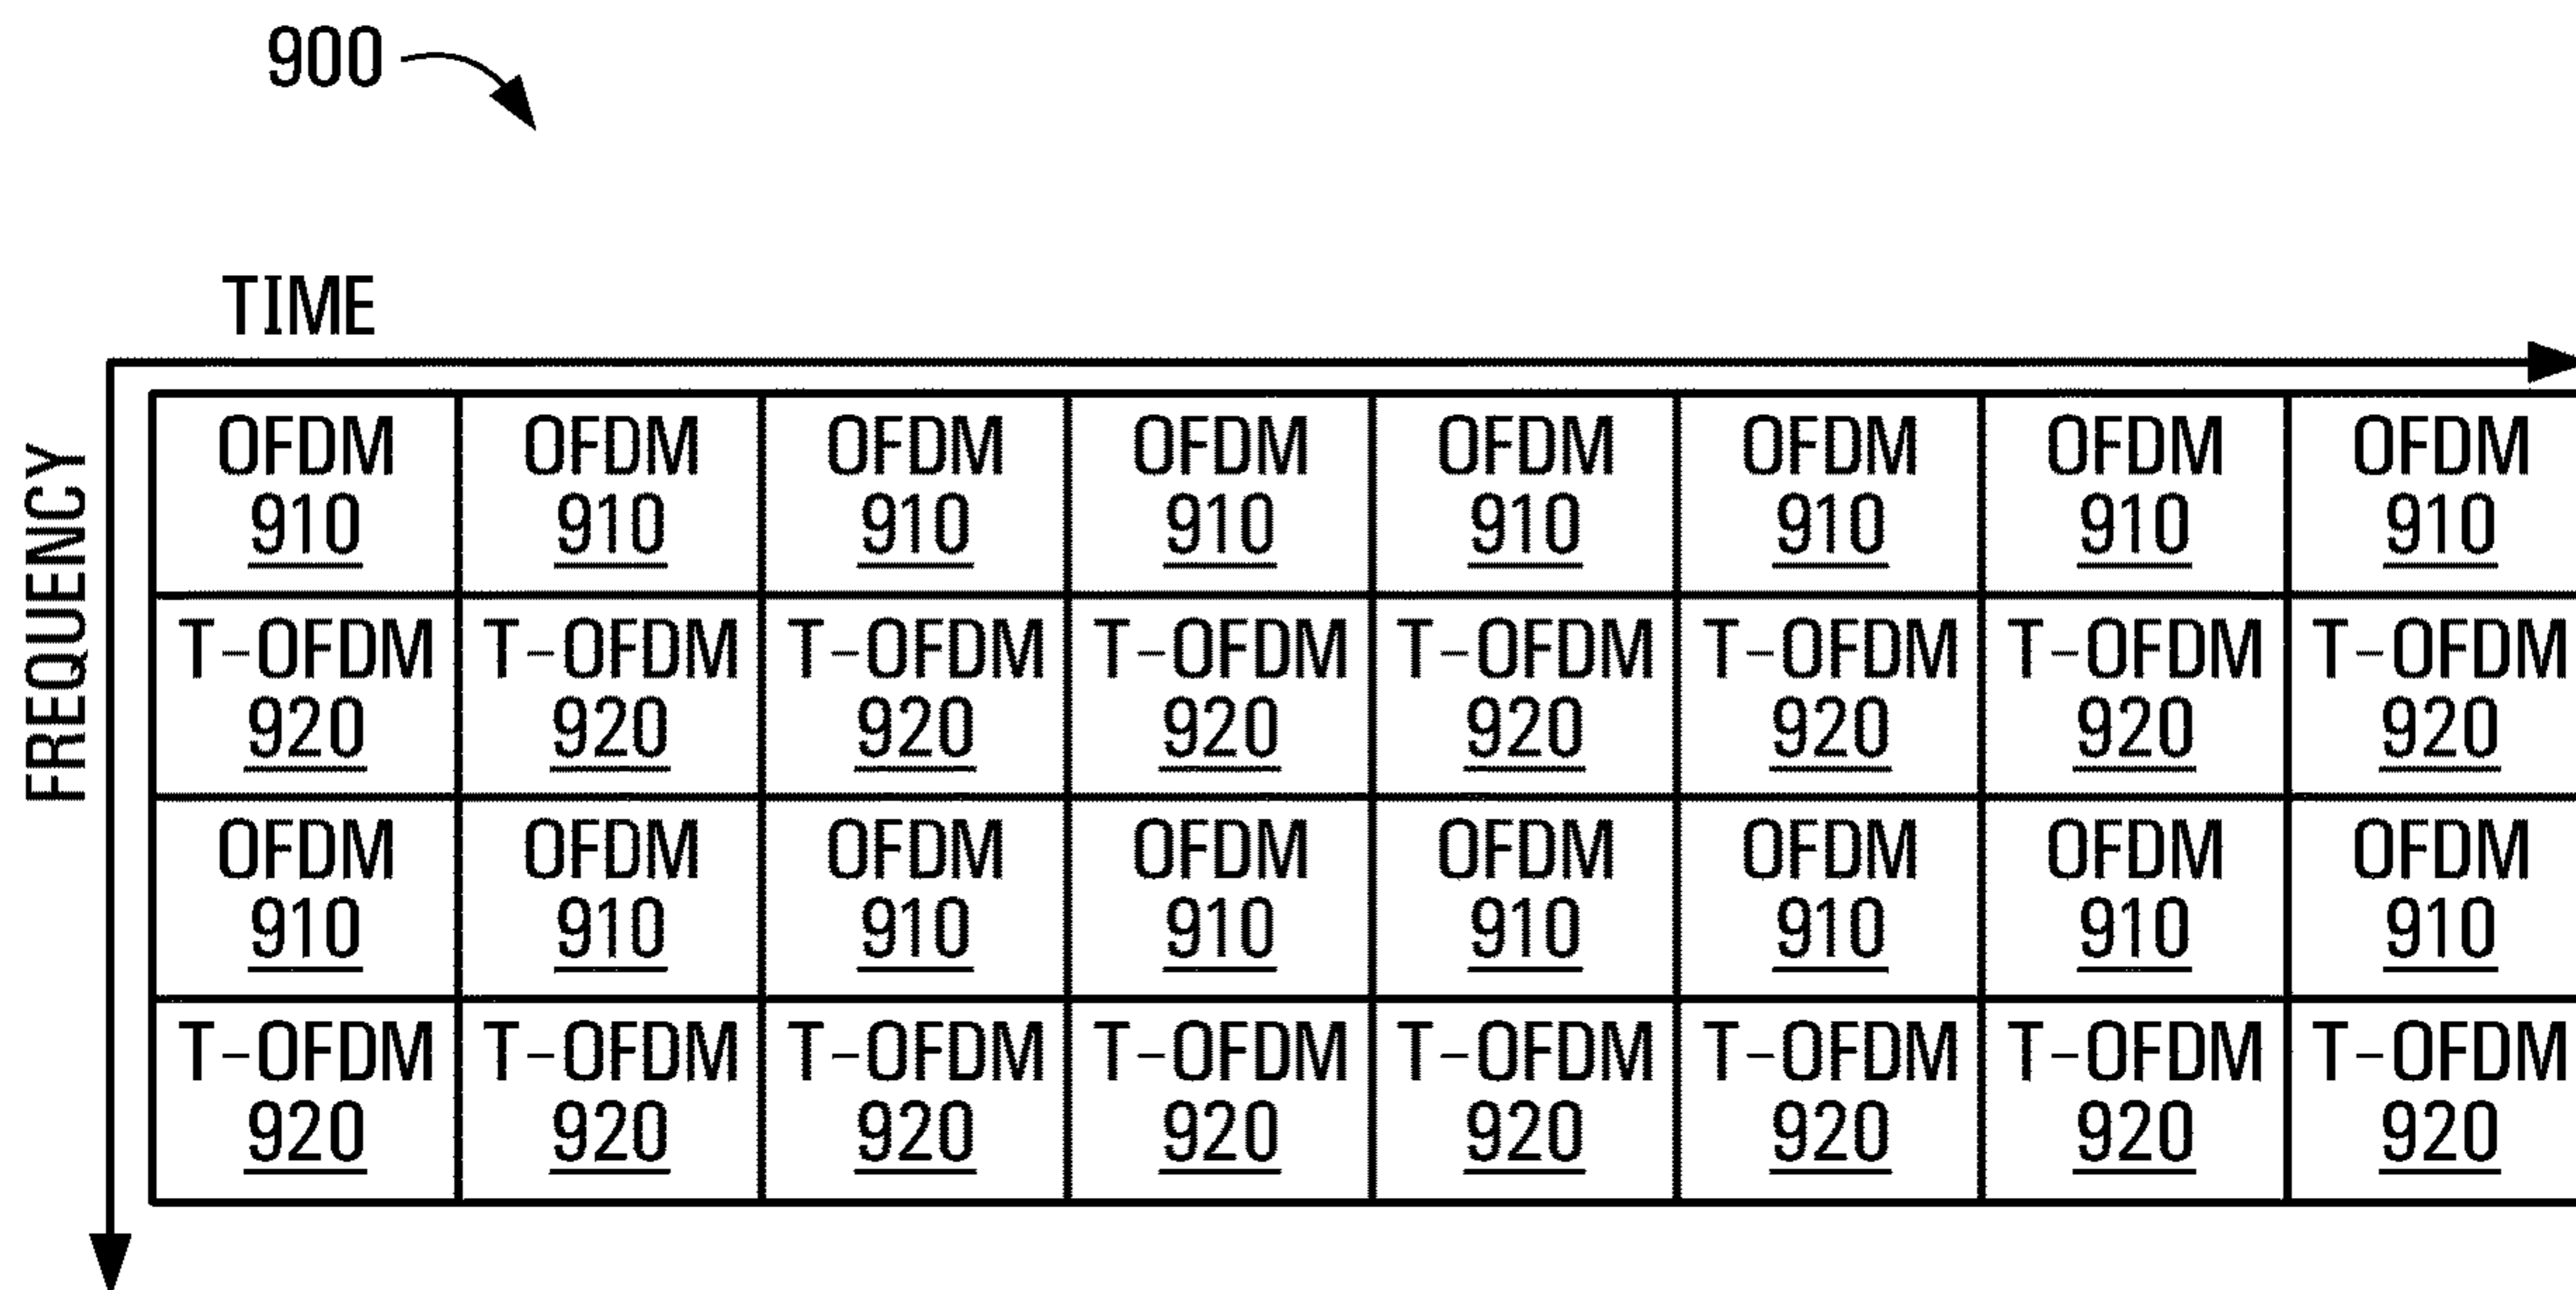 900
TIME
FREQUENCY
OFDM OFDM OFDM OFDM OFDM OFDM OFDM OFDM
910 910 910 910 910 910 910 910
T-OFDM T-OFDM T-OFDM T-OFDM T-OFDM T-OFDM T-OFDM T-OFDM
920 920 920 920 920 920 920 920
OFDM OFDM OFDM OFDM OFDM OFDM OFDM OFDM
910 910 910 910 910 910 910 910
T-OFDM T-OFDM T-OFDM T-OFDM T-OFDM T-OFDM T-OFDM T-OFDM
920 920 920 920 920 920 920 920